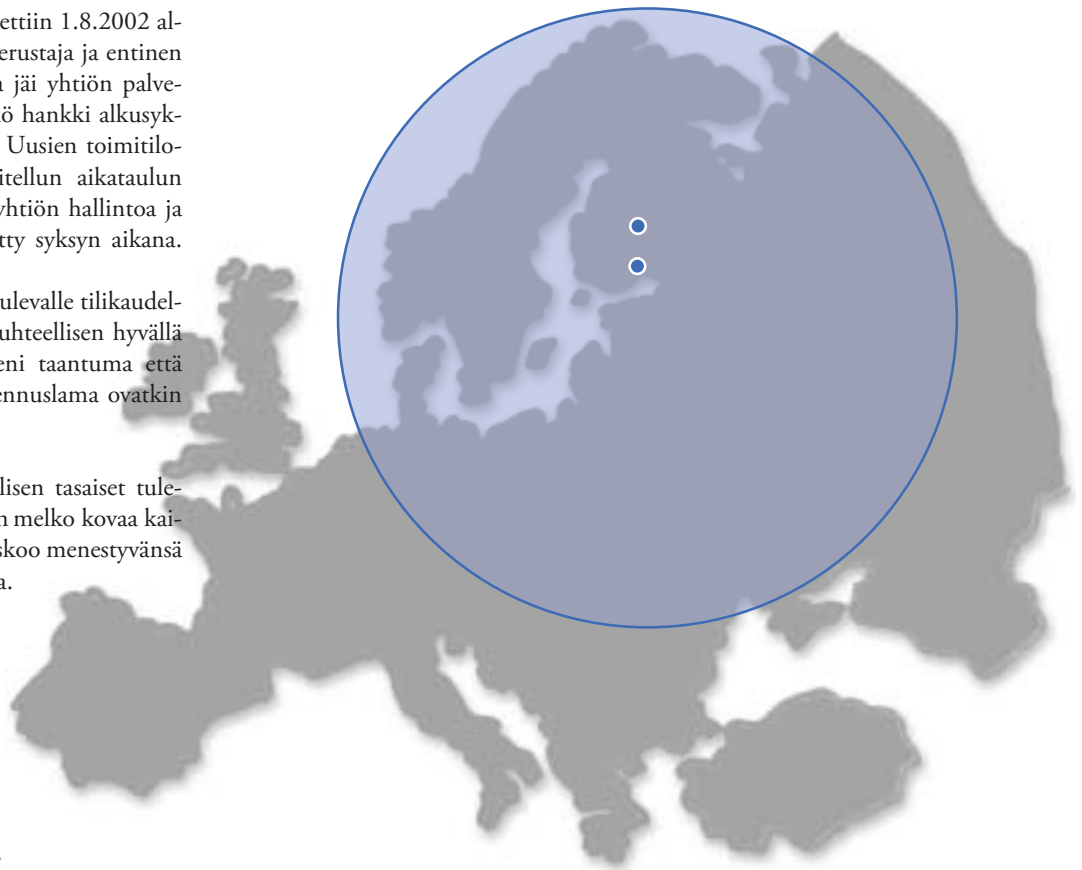 ettiin 1.8.2002 al-
erustaja ja entinen
jäi yhtiön palve-
ö hankki alkusyk-
Uusien toimitilo-
itellun aikataulun
yhtiön hallintoa ja
tty syksyn aikana.
ulevalle tilikaudel-
uhteellisen hyvällä
eni taantuma että
ennuslama ovatkin
lisen tasaiset tule-
n melko kovaa kai-
skoo menestyvänsä
a.